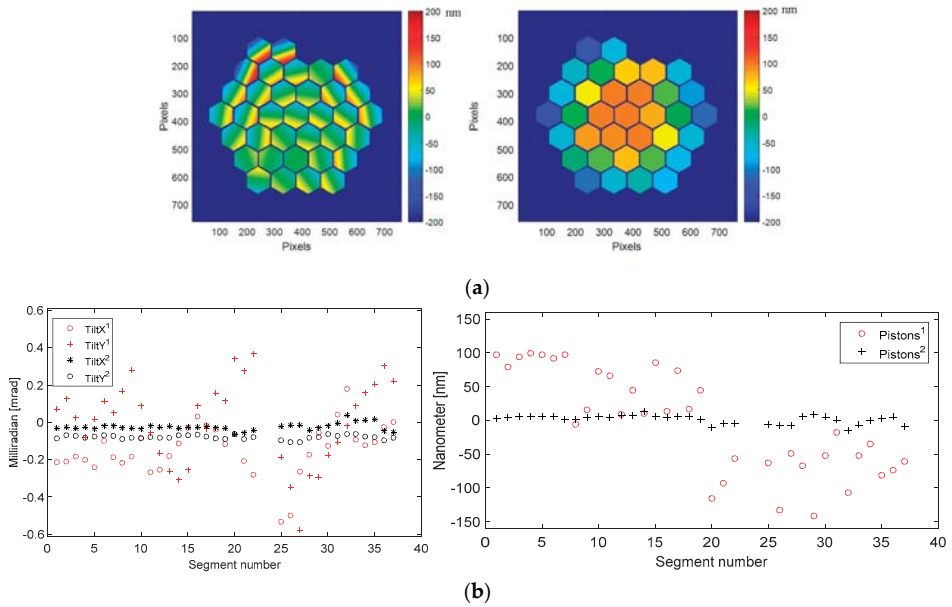 200 nm
150
100
50
0
-50
-100
-150
-200
100
200
300
400
500
600
700
Pixels
100 200 300 400 500 600 700
Pixels
200 nm
150
100
50
0
-50
-100
-150
-200
100
200
300
400
500
600
700
Pixels
100 200 300 400 500 600 700
Pixels
(a)
0.6
0.4
0.2
0
-0.2
-0.4
-0.6
Milliradian [mrad]
TiltX¹
TiltY¹
TiltX²
TiltY²
0 5 10 15 20 25 30 35 40
Segment number
150
100
50
0
-50
-100
-150
Nanometer [nm]
Pistons¹
Pistons²
0 10 20 30 40
Segment number
(b)